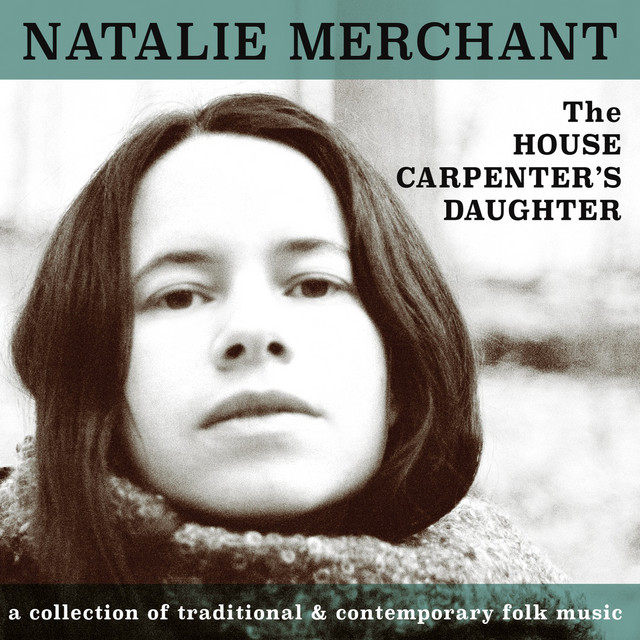 NATALIE MERCHANT
The
HOUSE
CARPENTER'S
DAUGHTER
a collection of traditional & contemporary folk music